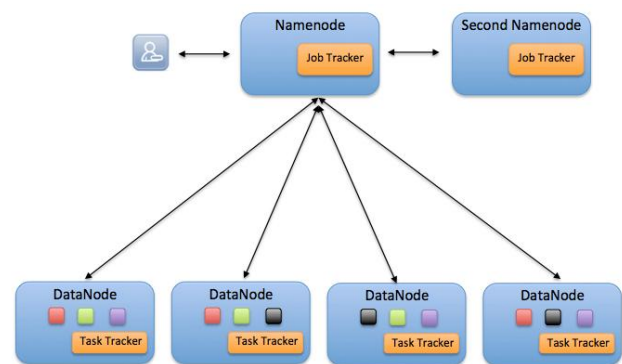 Namenode
Job Tracker
Second Namenode
Job Tracker
DataNode
Task Tracker
DataNode
Task Tracker
DataNode
Task Tracker
DataNode
Task Tracker